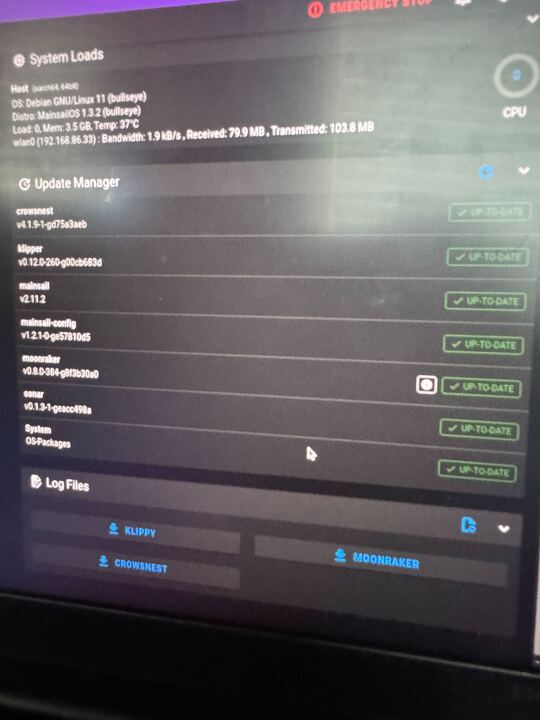 EMERGENCY STOP
System Loads
Host (aarch64, 64bit)
OS: Debian GNU/Linux 11 (bullseye)
Distro: MainsailOS 1.3.2 (bullseye)
Load: 0, Mem: 3.5 GB, Temp: 37°C
wlan0 (192.168.86.33) : Bandwidth: 1.9 kB/s , Received: 79.9 MB , Transmitted: 103.8 MB
0
CPU
Update Manager
crowsnest
v4.1.9-1-gd75a3aeb
UP-TO-DATE
klipper
v0.12.0-260-g00cb683d
UP-TO-DATE
mainsail
v2.11.2
UP-TO-DATE
mainsail-config
v1.2.1-0-ge57810d5
UP-TO-DATE
moonraker
v0.8.0-384-g8f3b30a0
UP-TO-DATE
sonar
v0.1.3-1-geacc498a
UP-TO-DATE
System
OS-Packages
UP-TO-DATE
Log Files
KLIPPY
MOONRAKER
CROWSNEST